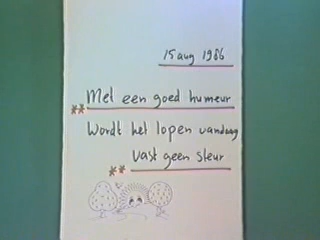 15 aug 1986
** Met een goed humeur
Wordt het lopen vandaag
** vast geen sleur